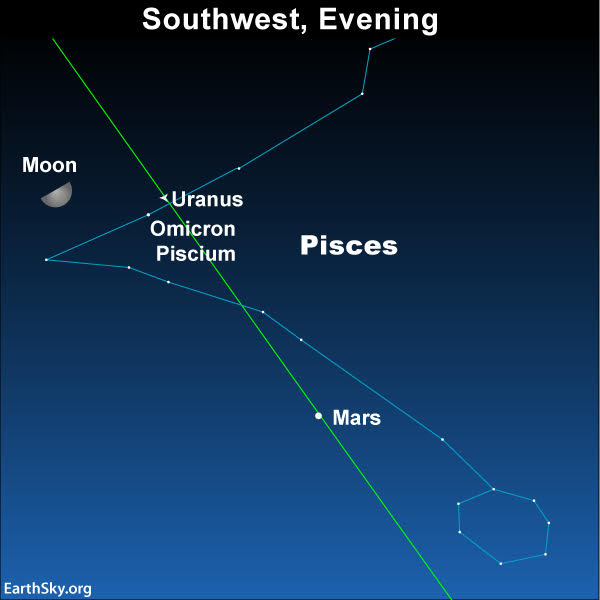 Southwest, Evening
Moon
Uranus
Omicron
Piscium
Pisces
Mars
EarthSky.org